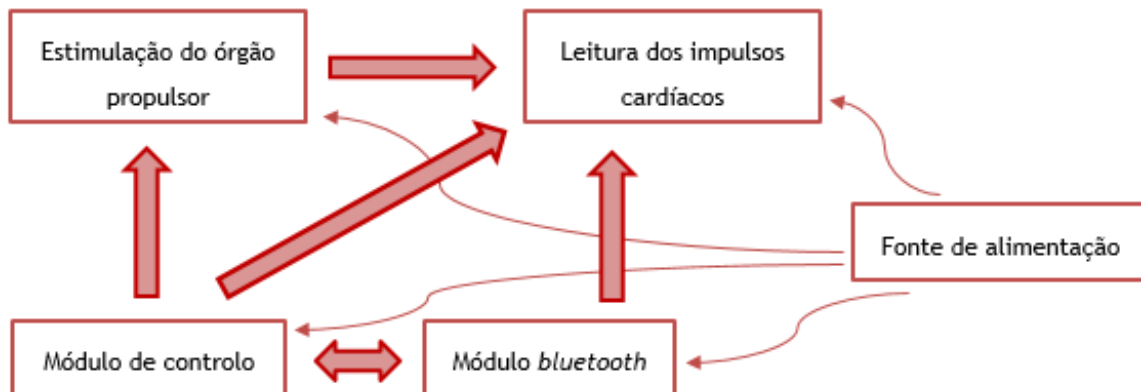 Estimulação do órgão
propulsor
Leitura dos impulsos
cardíacos
Fonte de alimentação
Módulo de controlo
Módulo bluetooth